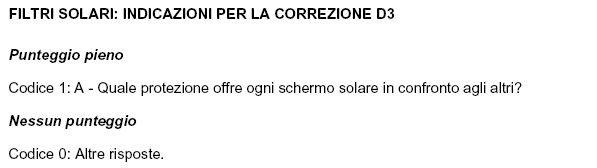 FILTRI SOLARI: INDICAZIONI PER LA CORREZIONE D3
Punteggio pieno
Codice 1: A - Quale protezione offre ogni schermo solare in confronto agli altri?
Nessun punteggio
Codice 0: Altre risposte.